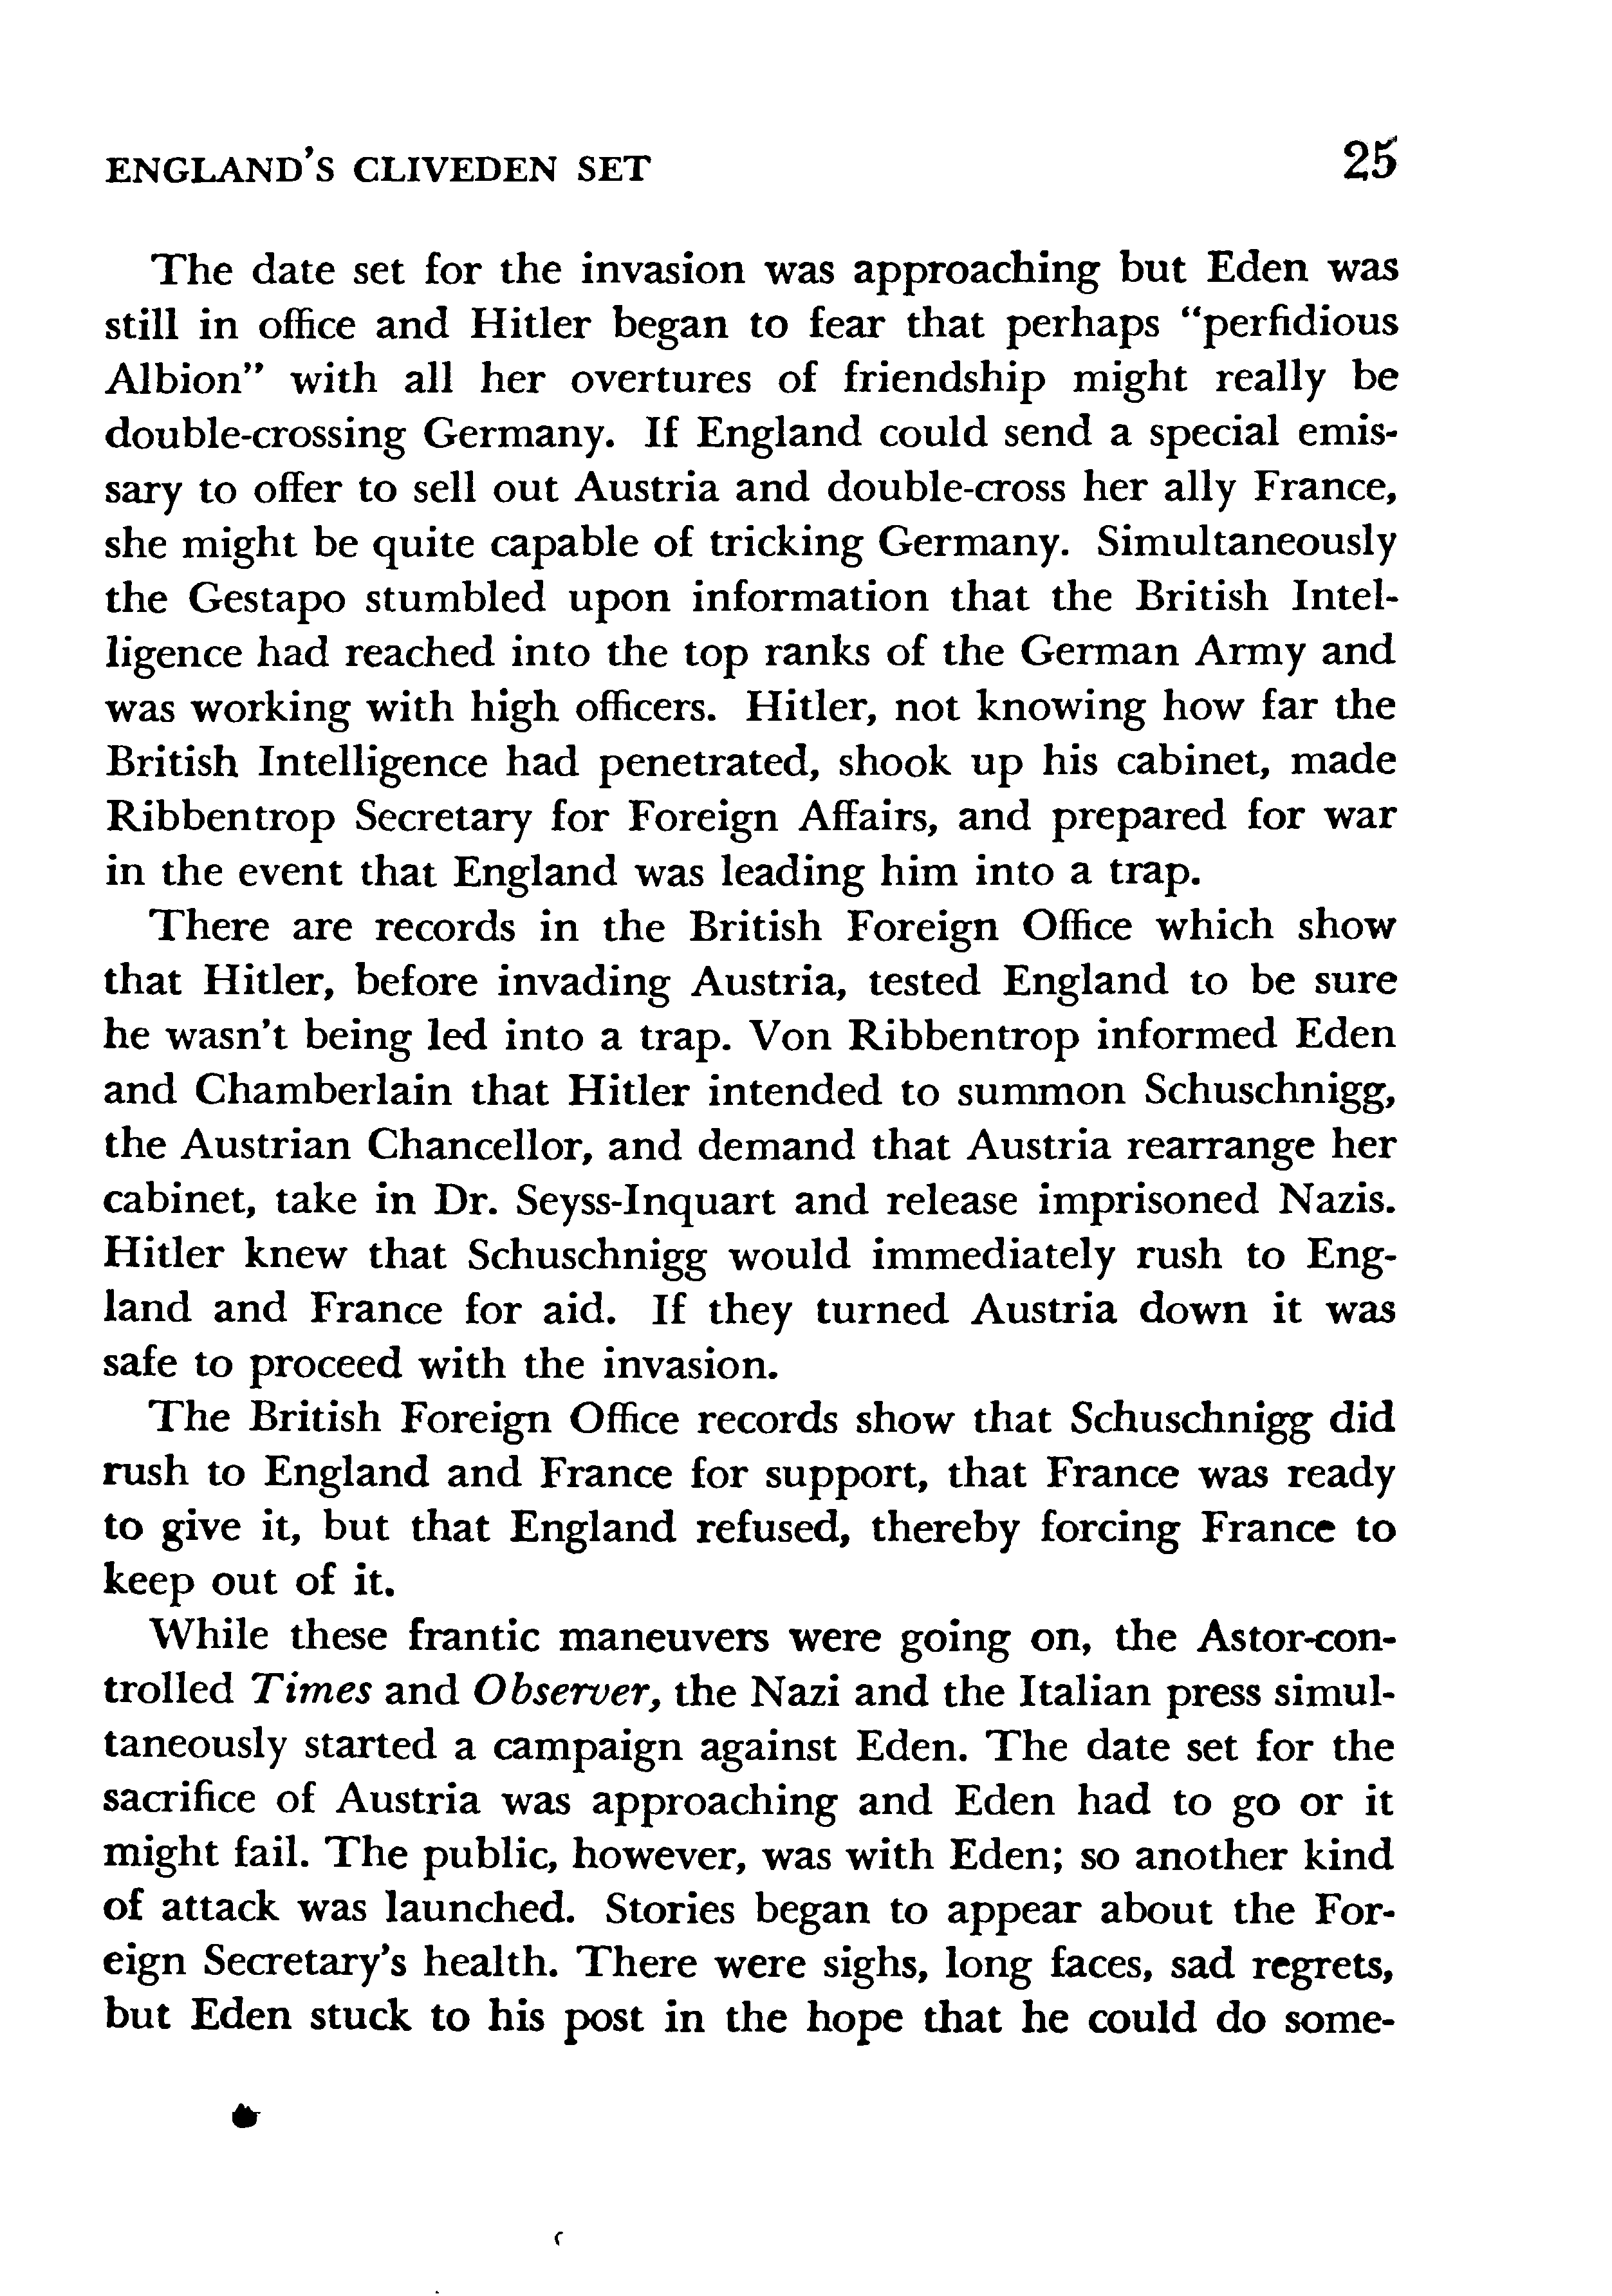 ENGLAND'S CLIVEDEN SET 25
The date set for the invasion was approaching but Eden was
still in office and Hitler began to fear that perhaps "perfidious
Albion" with all her overtures of friendship might really be
double-crossing Germany. If England could send a special emis-
sary to offer to sell out Austria and double-cross her ally France,
she might be quite capable of tricking Germany. Simultaneously
the Gestapo stumbled upon information that the British Intel-
ligence had reached into the top ranks of the German Army and
was working with high officers. Hitler, not knowing how far the
British Intelligence had penetrated, shook up his cabinet, made
Ribbentrop Secretary for Foreign Affairs, and prepared for war
in the event that England was leading him into a trap.
There are records in the British Foreign Office which show
that Hitler, before invading Austria, tested England to be sure
he wasn't being led into a trap. Von Ribbentrop informed Eden
and Chamberlain that Hitler intended to summon Schuschnigg,
the Austrian Chancellor, and demand that Austria rearrange her
cabinet, take in Dr. Seyss-Inquart and release imprisoned Nazis.
Hitler knew that Schuschnigg would immediately rush to Eng-
land and France for aid. If they turned Austria down it was
safe to proceed with the invasion.
The British Foreign Office records show that Schuschnigg did
rush to England and France for support, that France was ready
to give it, but that England refused, thereby forcing France to
keep out of it.
While these frantic maneuvers were going on, the Astor-con-
trolled Times and Observer, the Nazi and the Italian press simul-
taneously started a campaign against Eden. The date set for the
sacrifice of Austria was approaching and Eden had to go or it
might fail. The public, however, was with Eden; so another kind
of attack was launched. Stories began to appear about the For-
eign Secretary's health. There were sighs, long faces, sad regrets,
but Eden stuck to his post in the hope that he could do some-